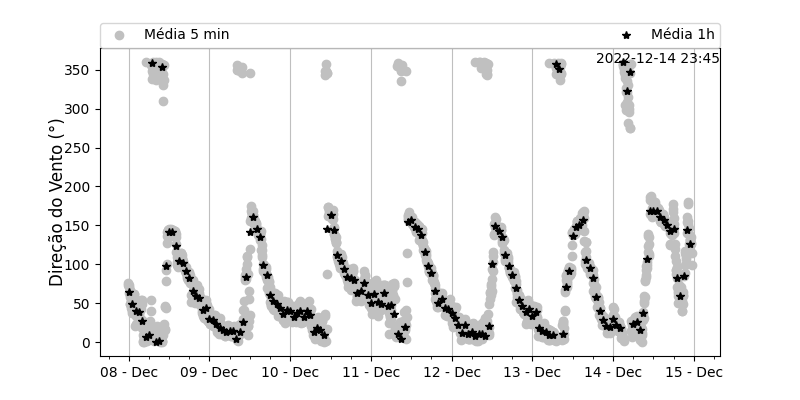 Média 5 min
Média 1h
2022-12-14 23:45
Direção do Vento (°)
350
300
250
200
150
100
50
0
08 - Dec
09 - Dec
10 - Dec
11 - Dec
12 - Dec
13 - Dec
14 - Dec
15 - Dec